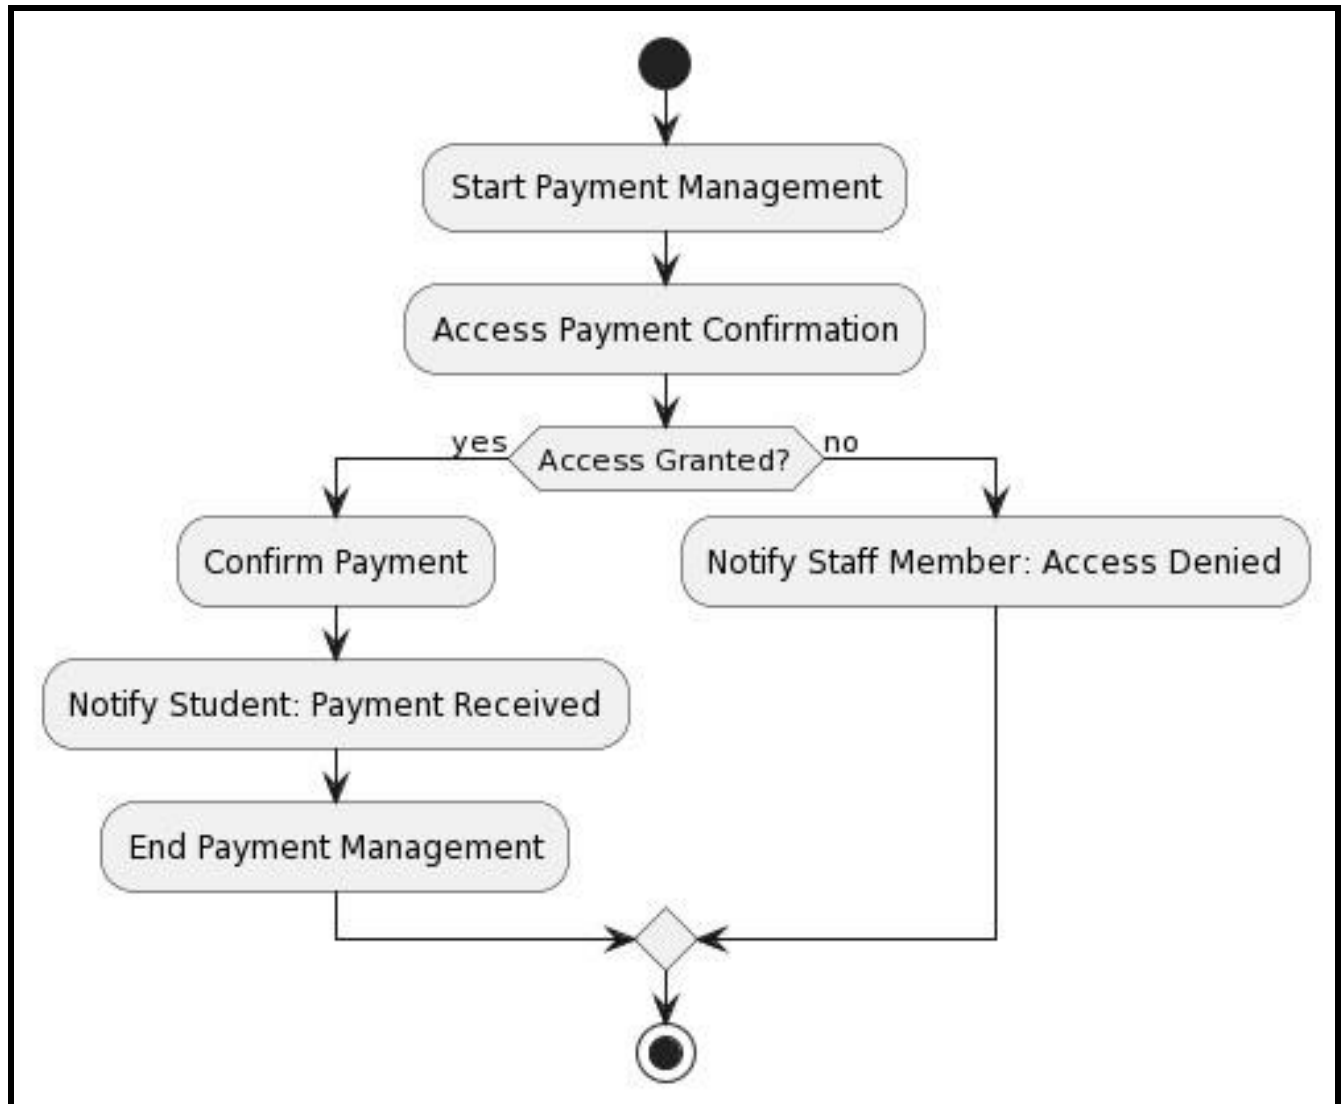 Start Payment Management
Access Payment Confirmation
yes
Access Granted?
no
Confirm Payment
Notify Staff Member: Access Denied
Notify Student: Payment Received
End Payment Management